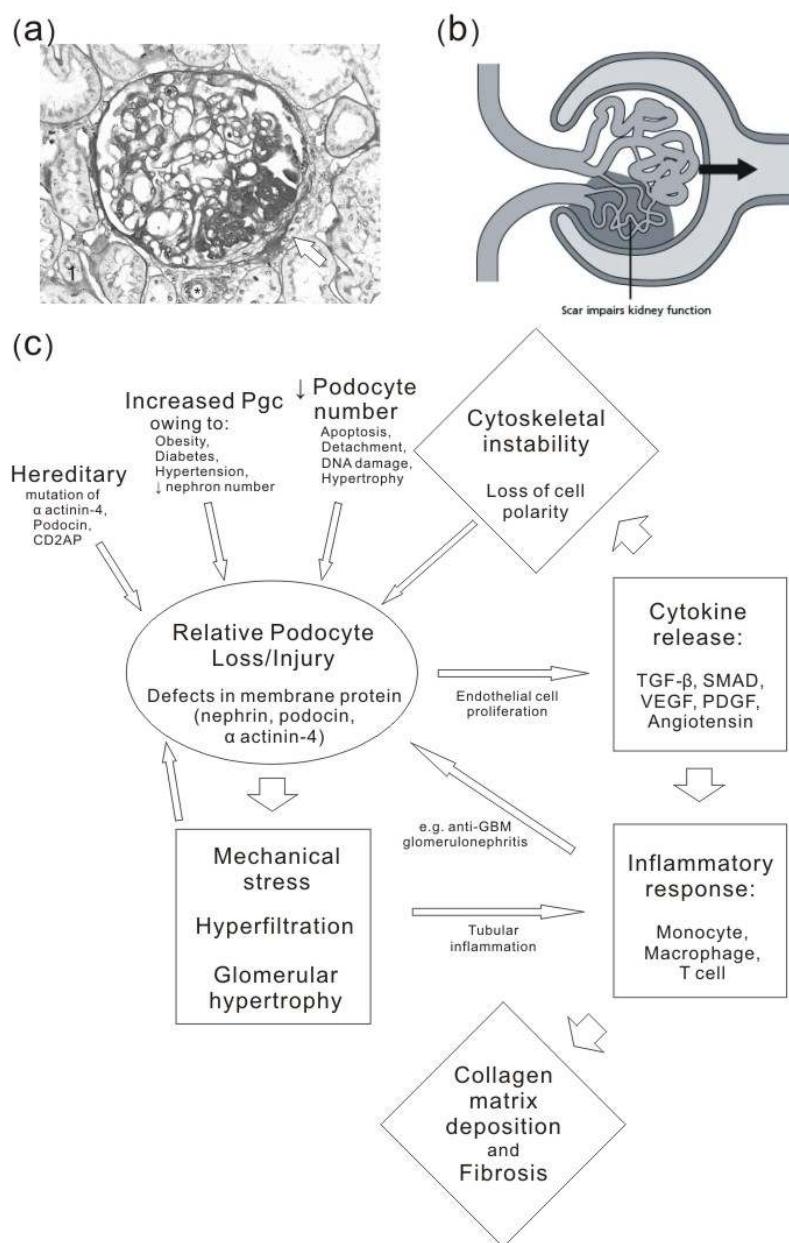 (a)
(b)
*
Scar impairs kidney function
(c)
Hereditary
mutation of
α actinin-4,
Podocin,
CD2AP
Increased Pgc
owing to:
Obesity,
Diabetes,
Hypertension,
↓ nephron number
↓ Podocyte
number
Apoptosis,
Detachment,
DNA damage,
Hypertrophy
Cytoskeletal
instability
Loss of cell
polarity
Relative Podocyte
Loss/Injury
Defects in membrane protein
(nephrin, podocin,
α actinin-4)
Endothelial cell
proliferation
Cytokine
release:
TGF-β, SMAD,
VEGF, PDGF,
Angiotensin
e.g. anti-GBM
glomerulonephritis
Mechanical
stress
Hyperfiltration
Glomerular
hypertrophy
Tubular
inflammation
Inflammatory
response:
Monocyte,
Macrophage,
T cell
Collagen
matrix
deposition
and
Fibrosis